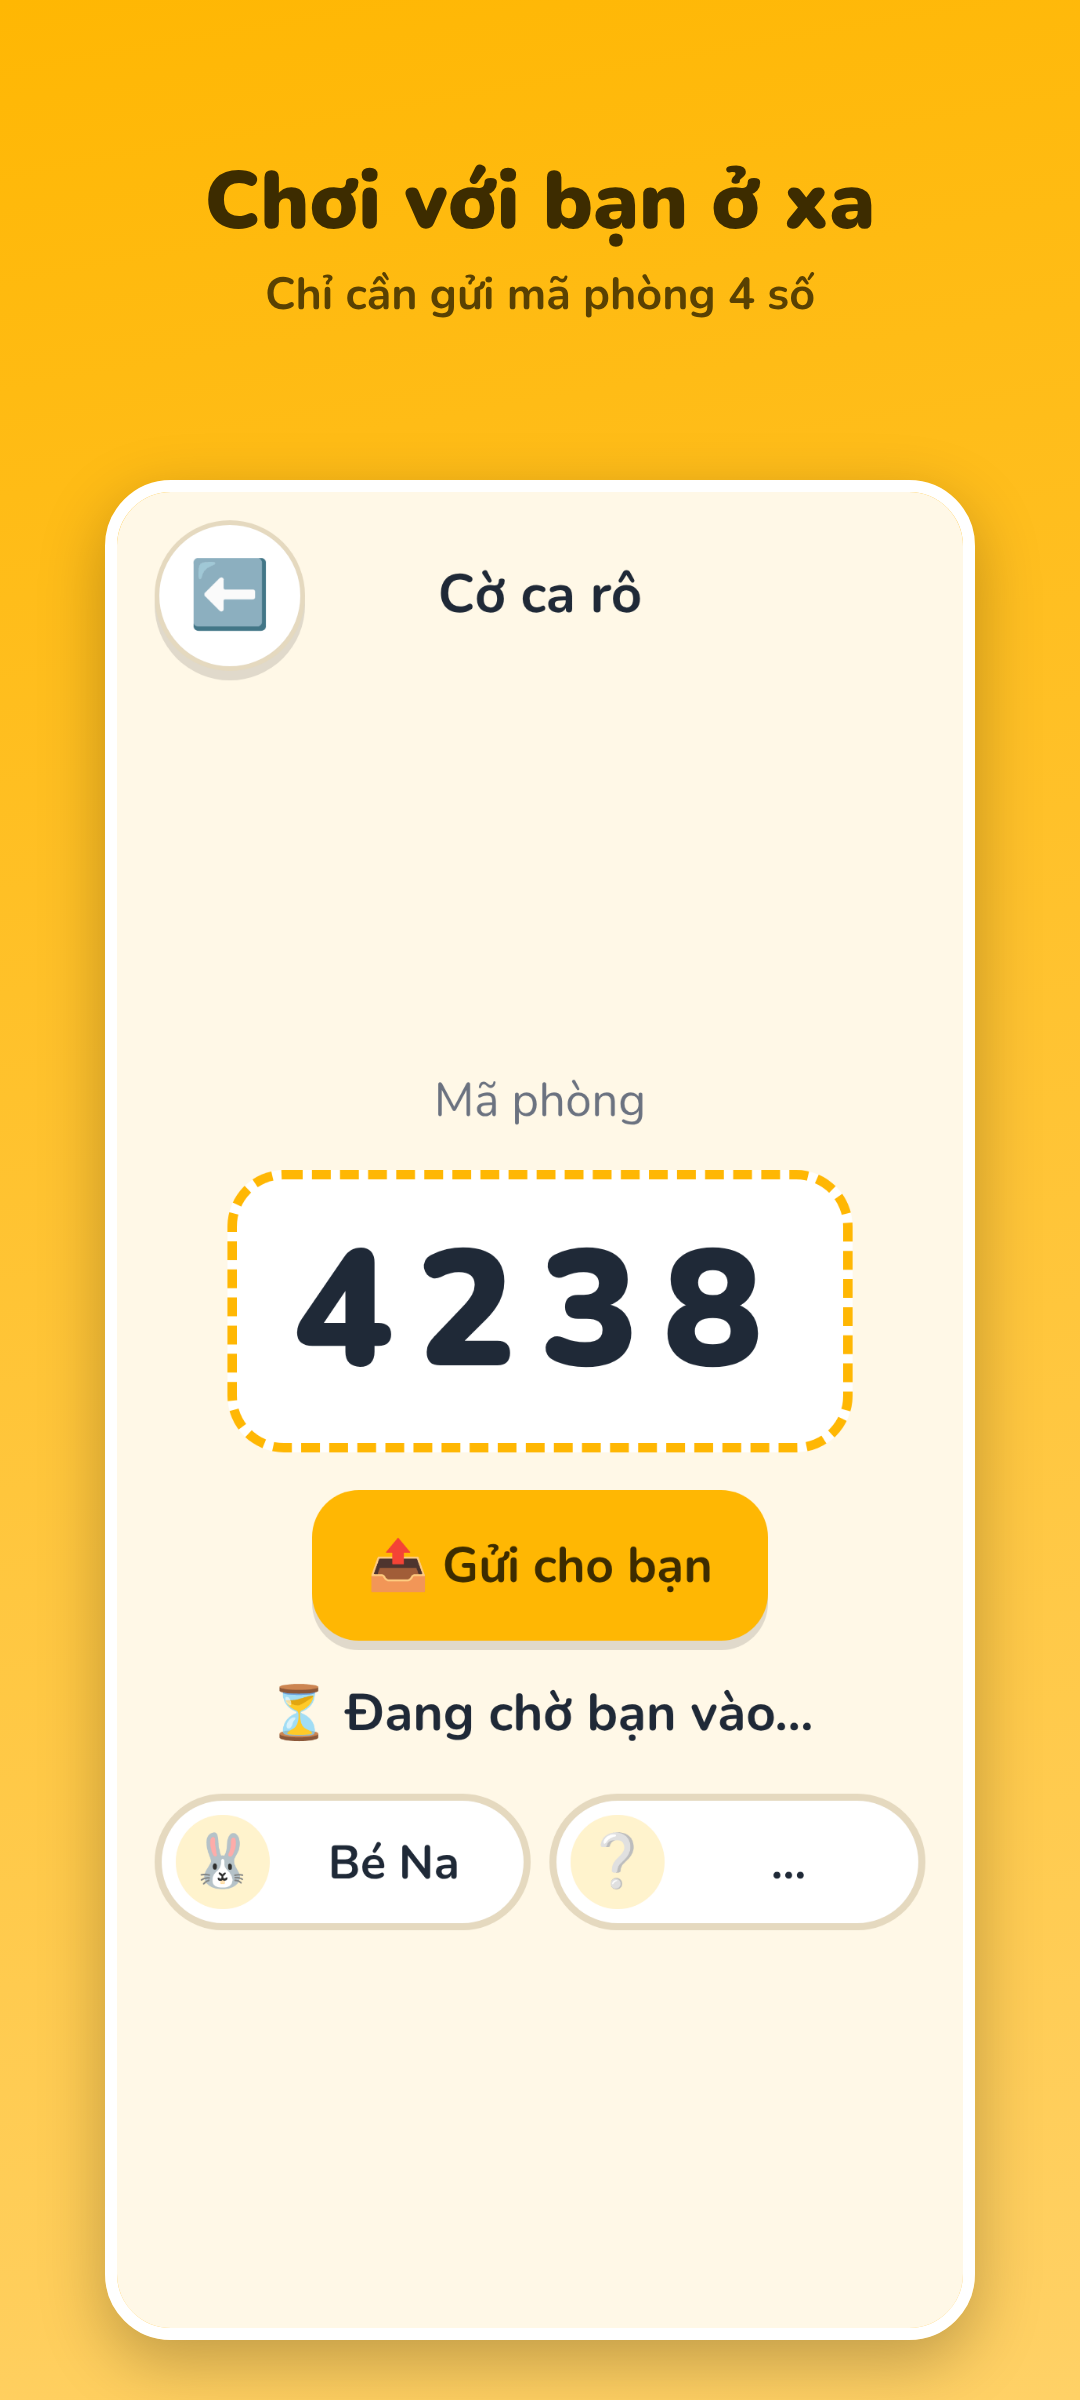 Chơi với bạn ở xa
Chỉ cần gửi mã phòng 4 số
Cờ ca rô
Mã phòng
4238
Gửi cho bạn
Đang chờ bạn vào...
Bé Na
...